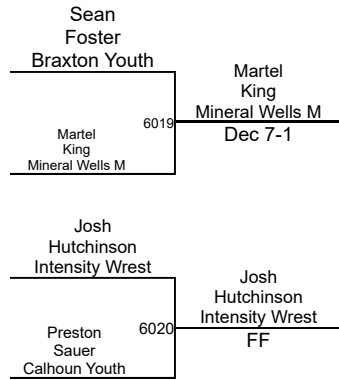 Sean
Foster
Braxton Youth
Martel
King
Mineral Wells M
6019
Martel
King
Mineral Wells M
Dec 7-1
Josh
Hutchinson
Intensity Wrest
Preston
Sauer
Calhoun Youth
6020
Josh
Hutchinson
Intensity Wrest
FF